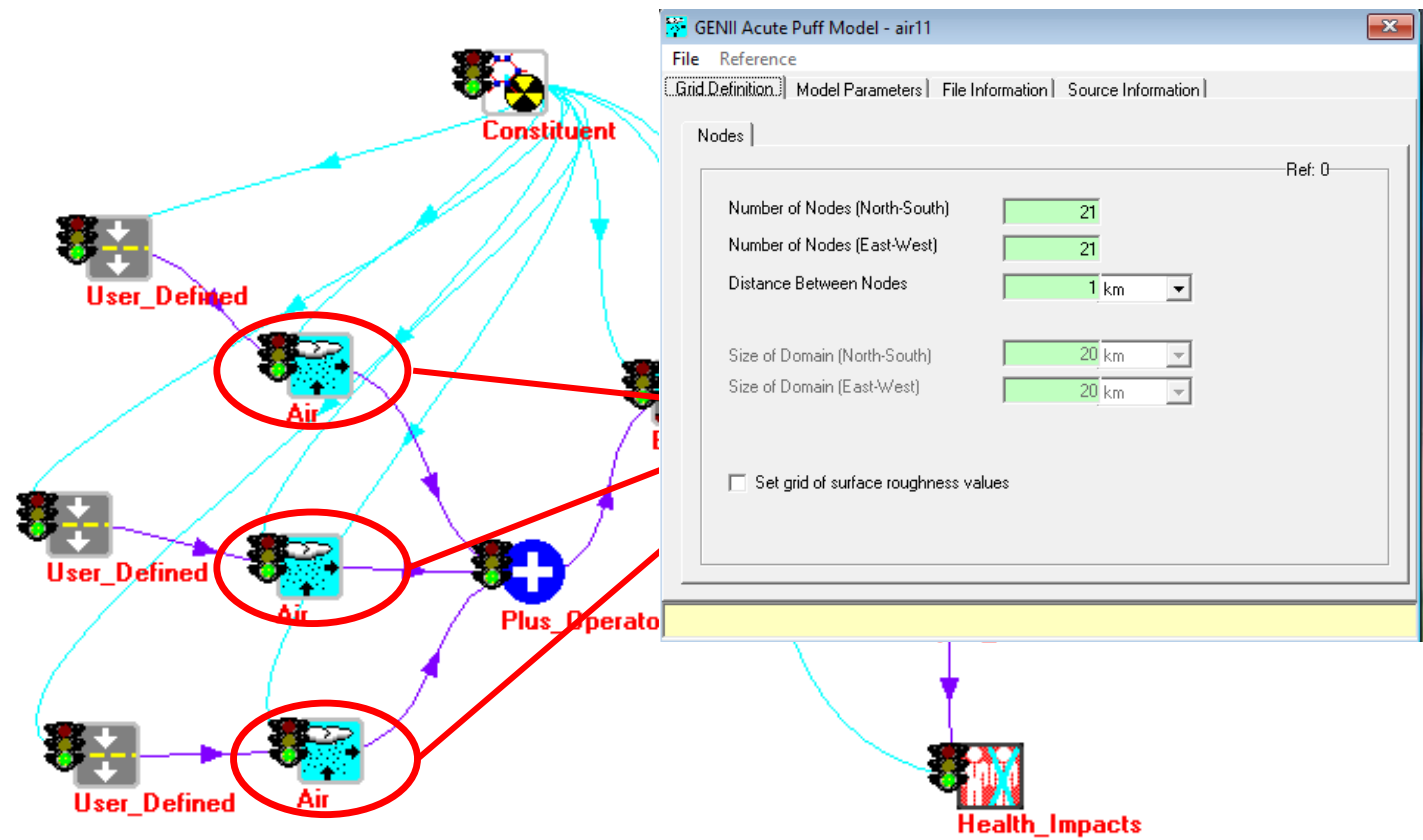 GENII Acute Puff Model - air11
File Reference
Grid Definition Model Parameters File Information Source Information
Nodes
Ref: 0
Number of Nodes (North-South) 21
Number of Nodes (East-West) 21
Distance Between Nodes 1 km
Size of Domain (North-South) 20 km
Size of Domain (East-West) 20 km
Set grid of surface roughness values
Constituent
User_Defined
Air
User_Defined
Air
Plus_Operato
User_Defined
Air
Health_Impacts